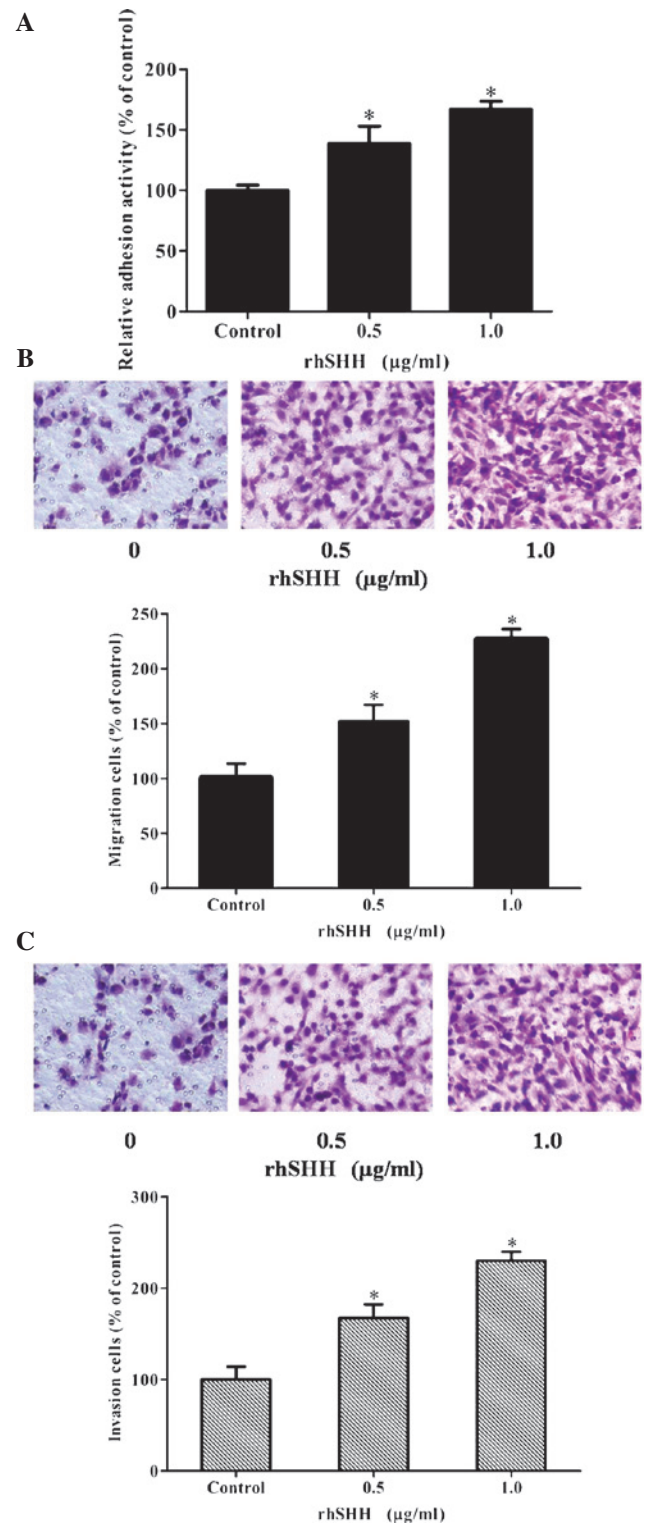 A
Relative adhesion activity (% of control)
200
150
100
50
0
*
*
Control 0.5 1.0
rhSHH (µg/ml)
B
0 0.5 1.0
rhSHH (µg/ml)
Migration cells (% of control)
250
200
150
100
50
0
*
*
Control 0.5 1.0
rhSHH (µg/ml)
C
0 0.5 1.0
rhSHH (µg/ml)
Invasion cells (% of control)
300
200
100
0
*
*
Control 0.5 1.0
rhSHH (µg/ml)